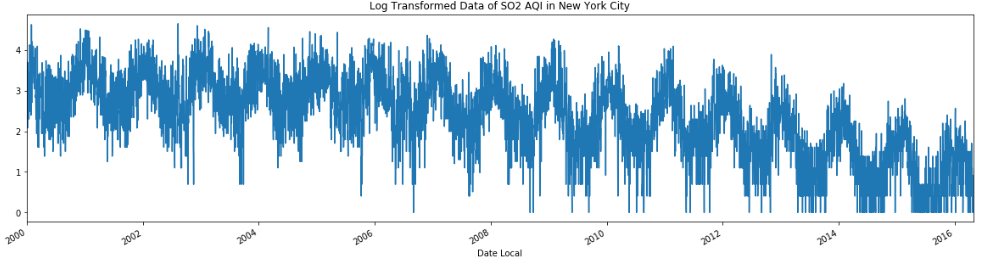 Log Transformed Data of SO2 AQI in New York City
4
3
2
1
0
2000 2002 2004 2006 2008 2010 2012 2014 2016
Date Local